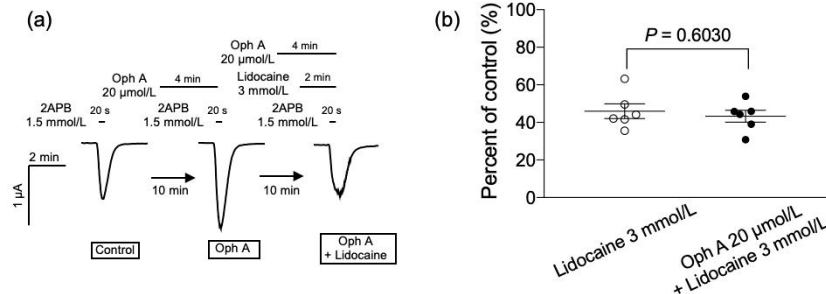 (a)
Oph A
20 µmol/L
4 min
Oph A
20 µmol/L
4 min
Lidocaine
3 mmol/L
2 min
2APB
1.5 mmol/L
20 s
2APB
1.5 mmol/L
20 s
2APB
1.5 mmol/L
20 s
2 min
1 µA
10 min
10 min
Control
Oph A
Oph A
+ Lidocaine
(b)
Percent of control (%)
100
80
60
40
20
0
P = 0.6030
Lidocaine 3 mmol/L
Oph A 20 µmol/L
+ Lidocaine 3 mmol/L